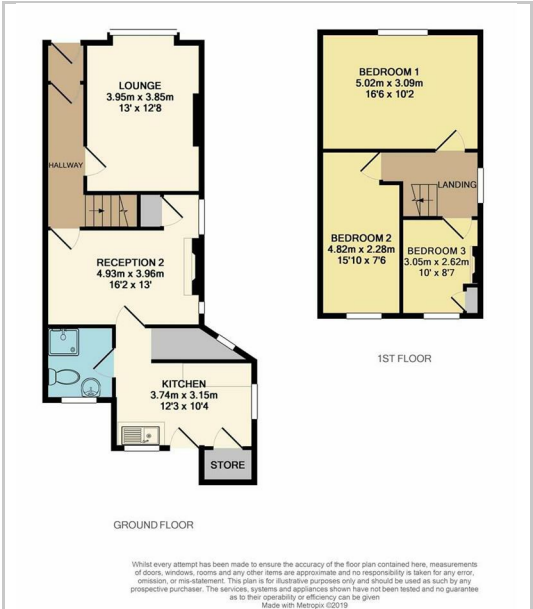 LOUNGE
3.95m x 3.85m
13' x 12'8
HALLWAY
RECEPTION 2
4.93m x 3.96m
16'2 x 13'
KITCHEN
3.74m x 3.15m
12'3 x 10'4
STORE
GROUND FLOOR
BEDROOM 1
5.02m x 3.09m
16'6 x 10'2
LANDING
BEDROOM 2
4.82m x 2.28m
15'10 x 7'6
BEDROOM 3
3.05m x 2.62m
10' x 8'7
1ST FLOOR
Whilst every attempt has been made to ensure the accuracy of the floor plan contained here, measurements
of doors, windows, rooms and any other items are approximate and no responsibility is taken for any error,
omission, or mis-statement. This plan is for illustrative purposes only and should be used as such by any
prospective purchaser. The services, systems and appliances shown have not been tested and no guarantee
as to their operability or efficiency can be given
Made with Metropix ©2019